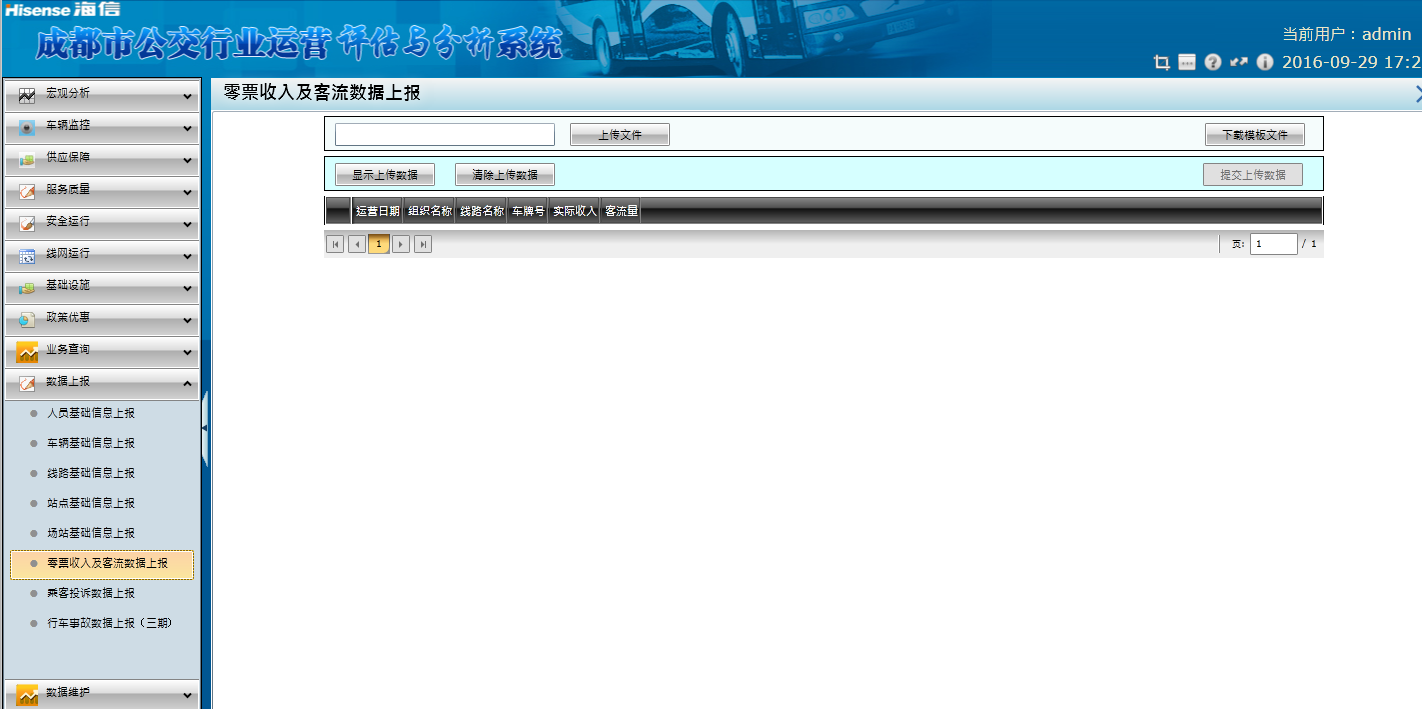 Hisense 海信
成都市公交行业运营评估与分析系统
当前用户：admin
2016-09-29 17:2
宏观分析
车辆监控
供应保障
服务质量
安全运行
线网运行
基础设施
政策优惠
业务查询
数据上报
人员基础信息上报
车辆基础信息上报
线路基础信息上报
站点基础信息上报
场站基础信息上报
零票收入及客流数据上报
乘客投诉数据上报
行车事故数据上报（三期）
数据维护
零票收入及客流数据上报
上传文件 下载模板文件
显示上传数据 清除上传数据 提交上传数据
运营日期 组织名称 线路名称 车牌号 实际收入 客流量
1 页: 1 / 1